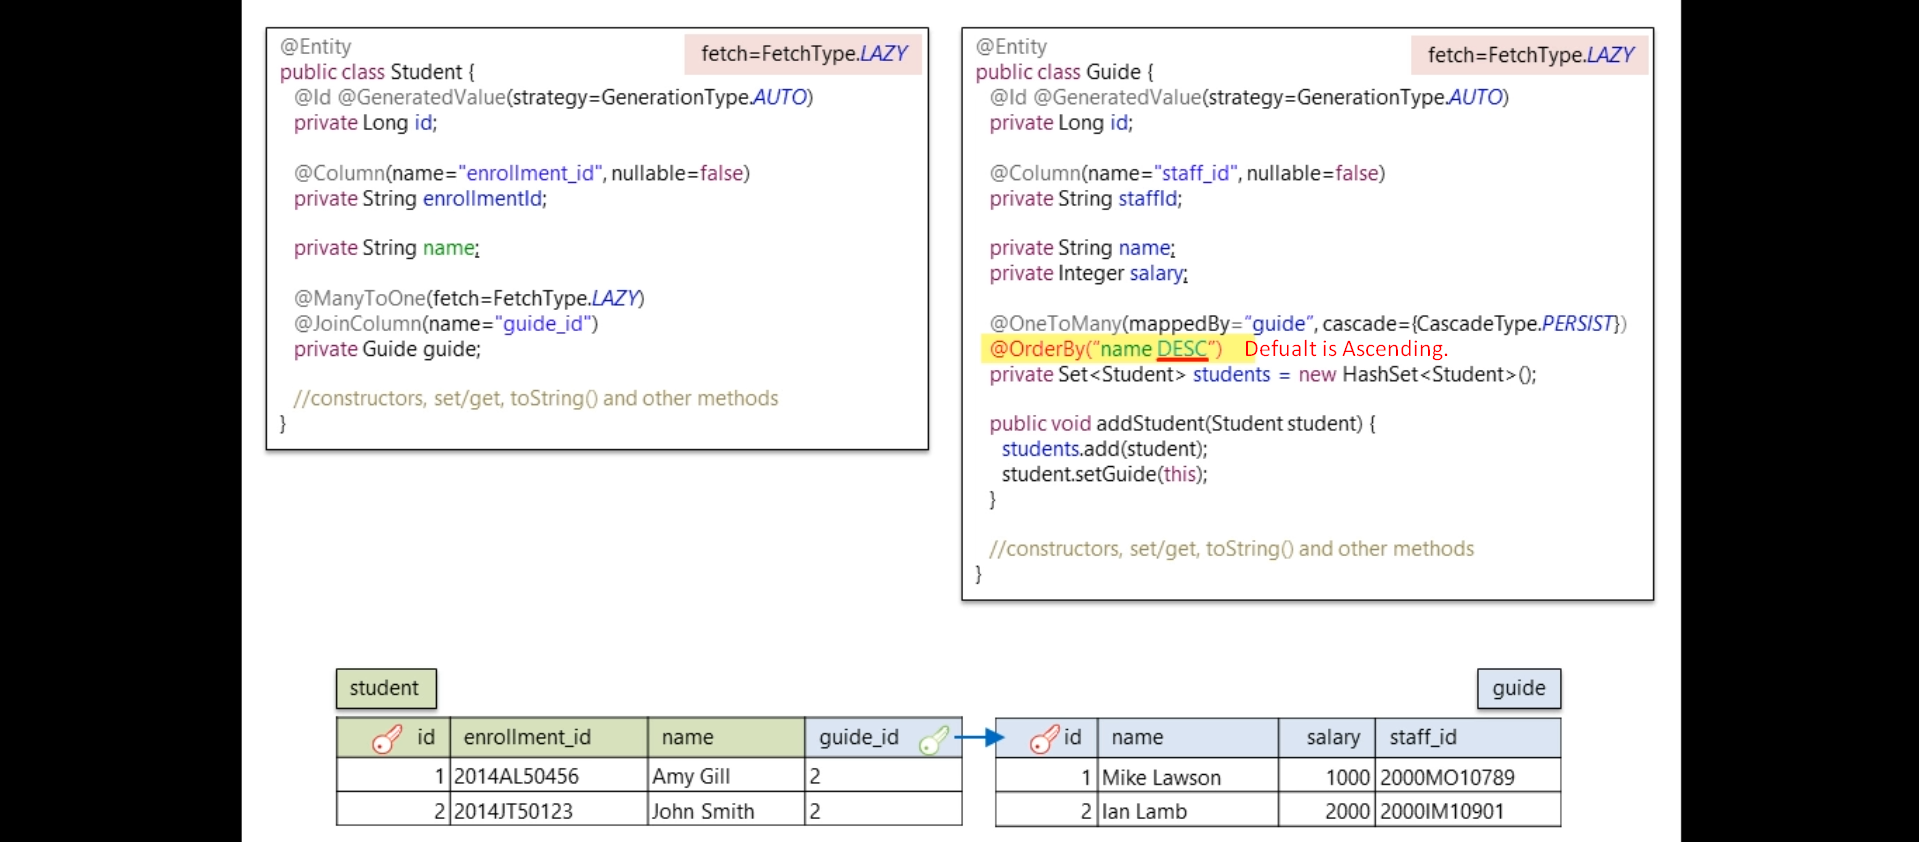 @Entity
fetch=FetchType.LAZY
public class Student {
@Id @GeneratedValue(strategy=GenerationType.AUTO)
private Long id;
@Column(name="enrollment_id", nullable=false)
private String enrollmentId;
private String name;
@ManyToOne(fetch=FetchType.LAZY)
@JoinColumn(name="guide_id")
private Guide guide;
//constructors, set/get, toString() and other methods
}
@Entity
fetch=FetchType.LAZY
public class Guide {
@Id @GeneratedValue(strategy=GenerationType.AUTO)
private Long id;
@Column(name="staff_id", nullable=false)
private String staffId;
private String name;
private Integer salary;
@OneToMany(mappedBy="guide", cascade={CascadeType.PERSIST})
@OrderBy("name DESC") Defualt is Ascending.
private Set<Student> students = new HashSet<Student>();
public void addStudent(Student student) {
students.add(student);
student.setGuide(this);
}
//constructors, set/get, toString() and other methods
}
student
id enrollment_id name guide_id
1 2014AL50456 Amy Gill 2
2 2014JT50123 John Smith 2
guide
id name salary staff_id
1 Mike Lawson 1000 2000MO10789
2 Ian Lamb 2000 2000IM10901